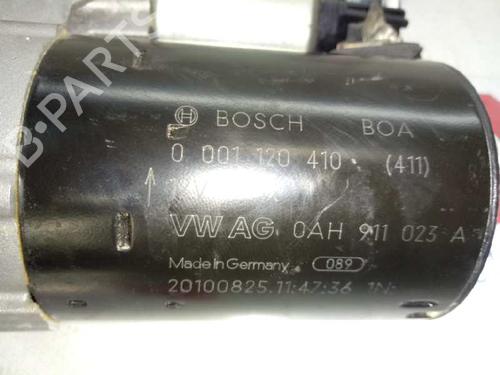 BOSCH BOA
0 001 120 410 (411)
VW AG 0AH 911 023 A
Made in Germany 089
20100825.11:47:36 1N
B-PARTS